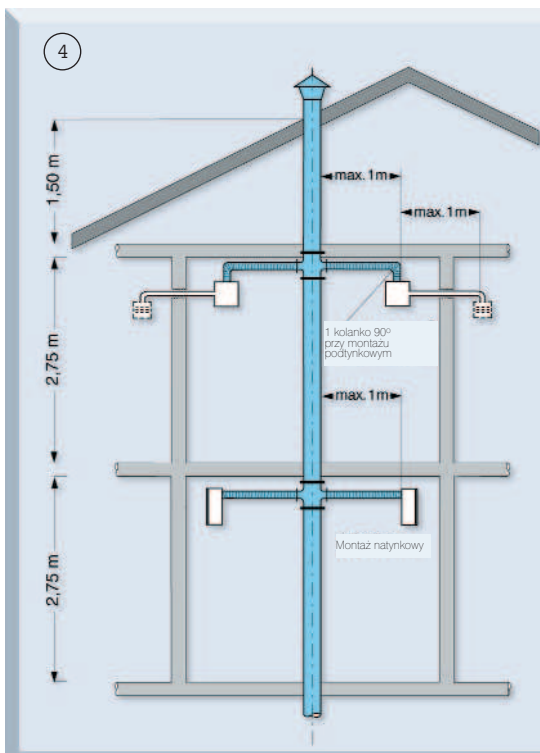 4
1,50 m
max. 1m
max. 1m
1 kolanko 90º
przy montażu
podtynkowym
2,75 m
max. 1m
Montaż natynkowy
2,75 m